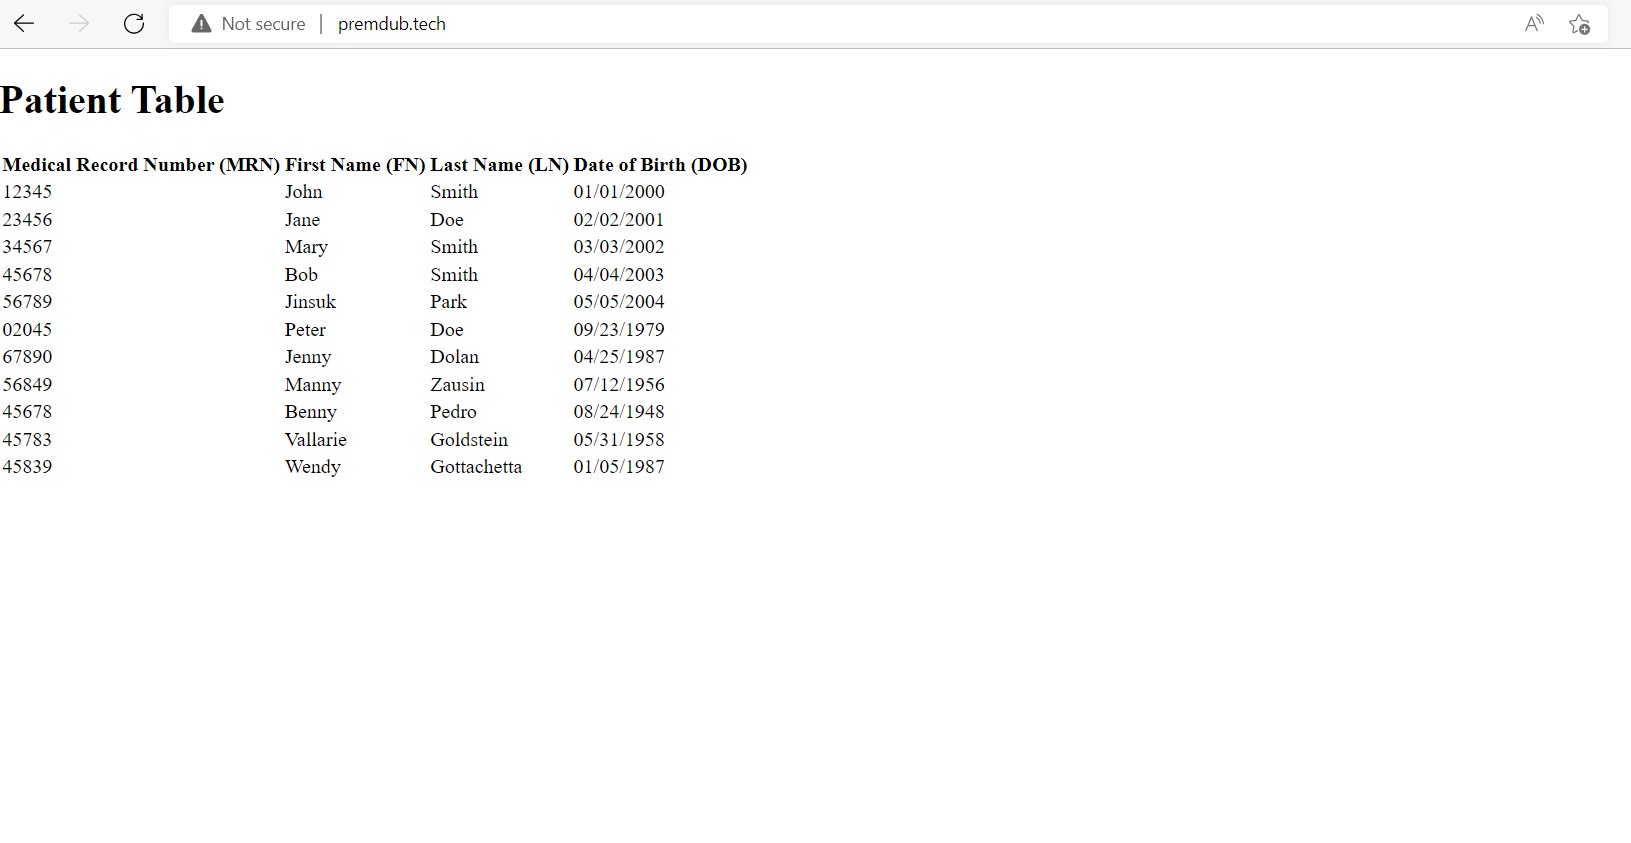 Not secure | premdub.tech
Patient Table
Medical Record Number (MRN) First Name (FN) Last Name (LN) Date of Birth (DOB)
12345 John Smith 01/01/2000
23456 Jane Doe 02/02/2001
34567 Mary Smith 03/03/2002
45678 Bob Smith 04/04/2003
56789 Jinsuk Park 05/05/2004
02045 Peter Doe 09/23/1979
67890 Jenny Dolan 04/25/1987
56849 Manny Zausin 07/12/1956
45678 Benny Pedro 08/24/1948
45783 Vallarie Goldstein 05/31/1958
45839 Wendy Gottachetta 01/05/1987